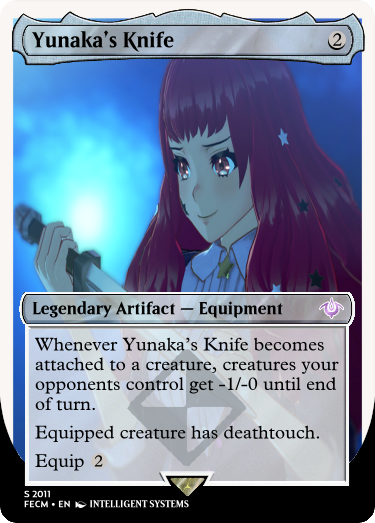 Yunaka's Knife 2
Legendary Artifact — Equipment
Whenever Yunaka's Knife becomes
attached to a creature, creatures your
opponents control get -1/-0 until end
of turn.
Equipped creature has deathtouch.
Equip 2
S 2011
FECM • EN INTELLIGENT SYSTEMS